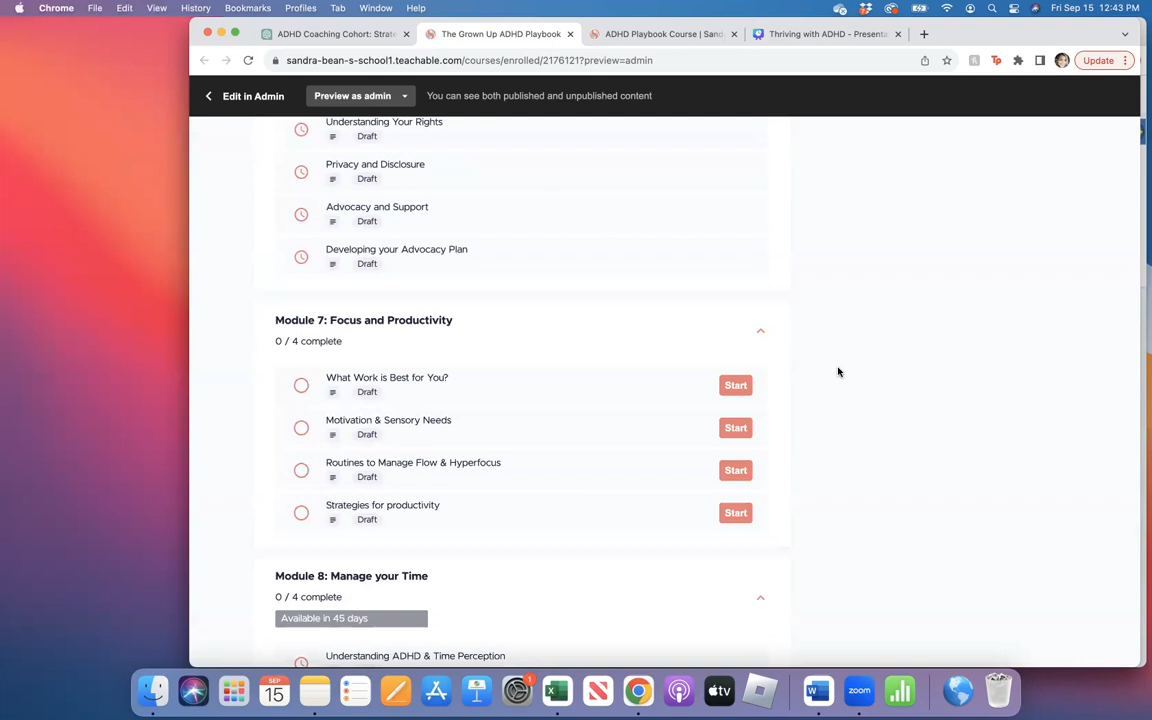 Chrome File Edit View History Bookmarks Profiles Tab Window Help Fri Sep 15 12:43 PM
ADHD Coaching Cohort: Strate
The Grown Up ADHD Playbook
ADHD Playbook Course | Sand
Thriving with ADHD - Presenta
sandra-bean-s-school1.teachable.com/courses/enrolled/2176121?preview=admin
Update
Edit in Admin
Preview as admin
You can see both published and unpublished content
Understanding Your Rights
Draft
Privacy and Disclosure
Draft
Advocacy and Support
Draft
Developing your Advocacy Plan
Draft
Module 7: Focus and Productivity
0 / 4 complete
What Work is Best for You?
Draft
Start
Motivation & Sensory Needs
Draft
Start
Routines to Manage Flow & Hyperfocus
Draft
Start
Strategies for productivity
Draft
Start
Module 8: Manage your Time
0 / 4 complete
Available in 45 days
Understanding ADHD & Time Perception
SEP
15
1
tv
W
zoom